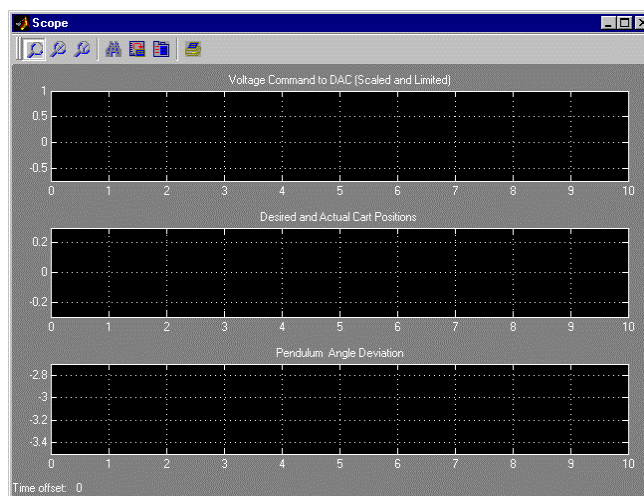 Scope
Voltage Command to DAC (Scaled and Limited)
1
0.5
0
-0.5
0 1 2 3 4 5 6 7 8 9 10
Desired and Actual Cart Positions
0.2
0
-0.2
0 1 2 3 4 5 6 7 8 9 10
Pendulum Angle Deviation
-2.8
-3
-3.2
-3.4
0 1 2 3 4 5 6 7 8 9 10
Time offset: 0